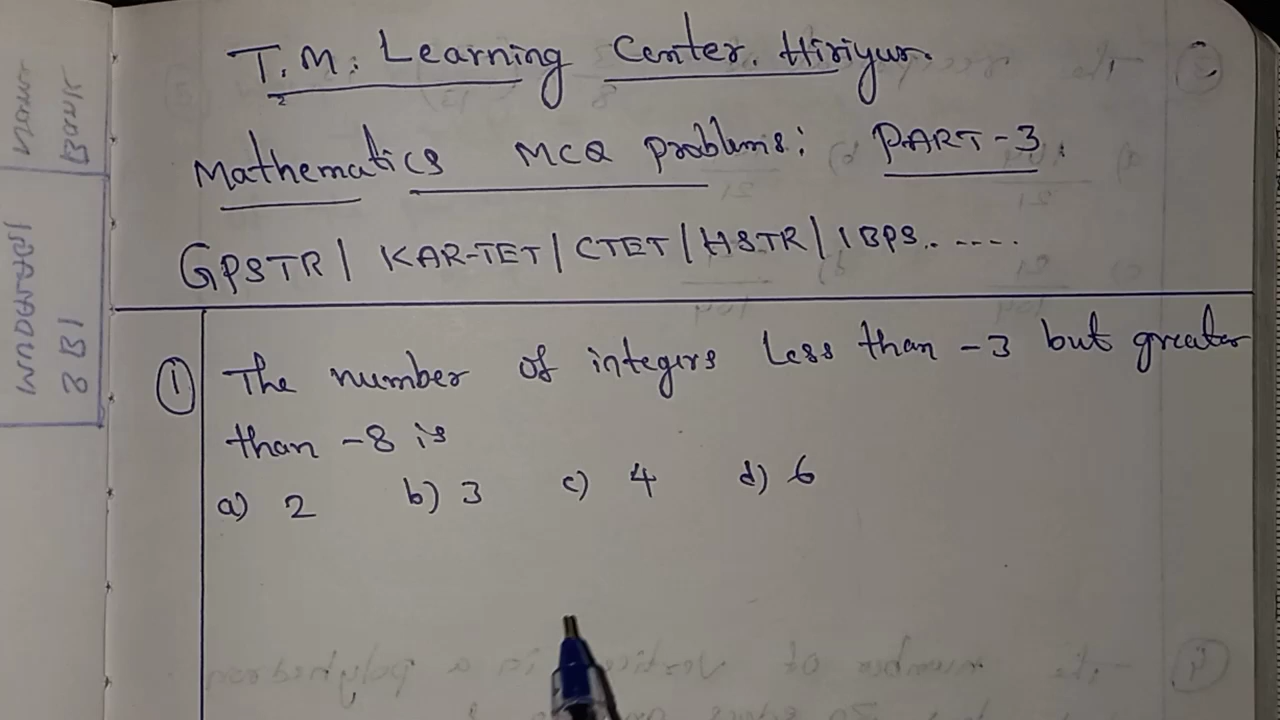 T.M. Learning Center. Hiriyur.
Mathematics MCQ problems: PART-3.
GPSTR/ KAR-TET/ CTET/HSTR/ IBPS......
① The number of integers less than -3 but greater
than -8 is
a) 2 b) 3 c) 4 d) 6